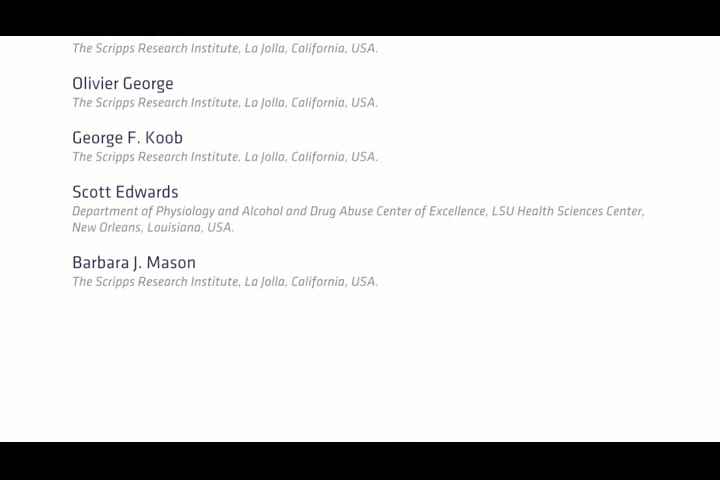 The Scripps Research Institute, La Jolla, California, USA.
Olivier George
The Scripps Research Institute, La Jolla, California, USA.
George F. Koob
The Scripps Research Institute, La Jolla, California, USA.
Scott Edwards
Department of Physiology and Alcohol and Drug Abuse Center of Excellence, LSU Health Sciences Center,
New Orleans, Louisiana, USA.
Barbara J. Mason
The Scripps Research Institute, La Jolla, California, USA.